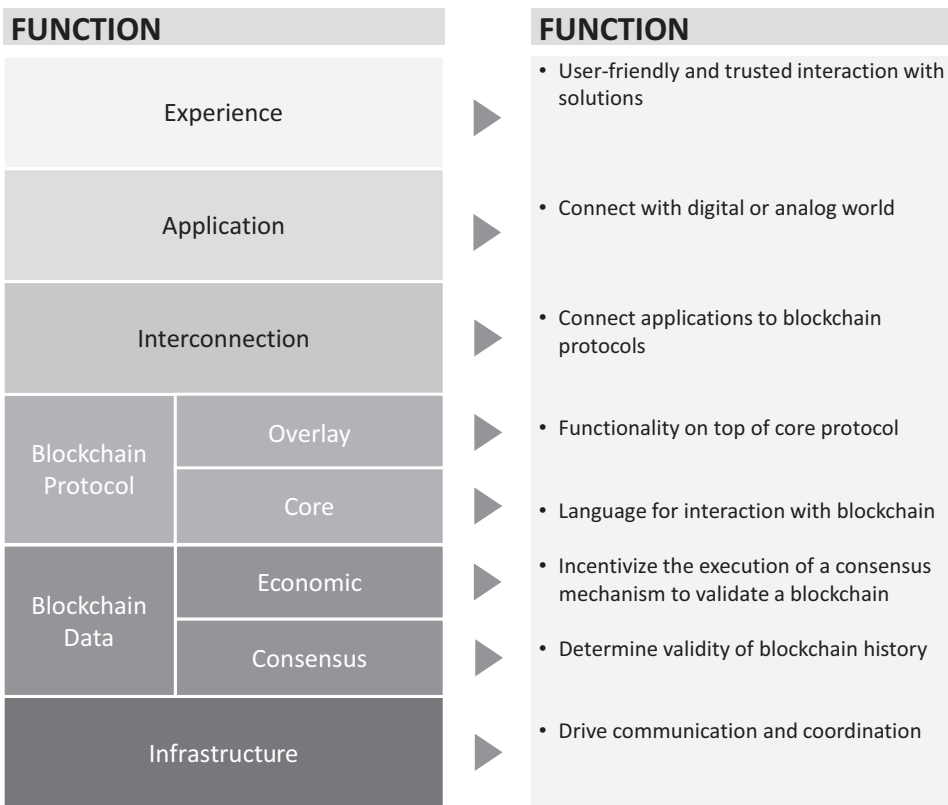 FUNCTION
FUNCTION
Experience
• User-friendly and trusted interaction with
solutions
Application
• Connect with digital or analog world
Interconnection
• Connect applications to blockchain
protocols
Blockchain
Protocol
Overlay
• Functionality on top of core protocol
Core
• Language for interaction with blockchain
Blockchain
Data
Economic
• Incentivize the execution of a consensus
mechanism to validate a blockchain
Consensus
• Determine validity of blockchain history
Infrastructure
• Drive communication and coordination